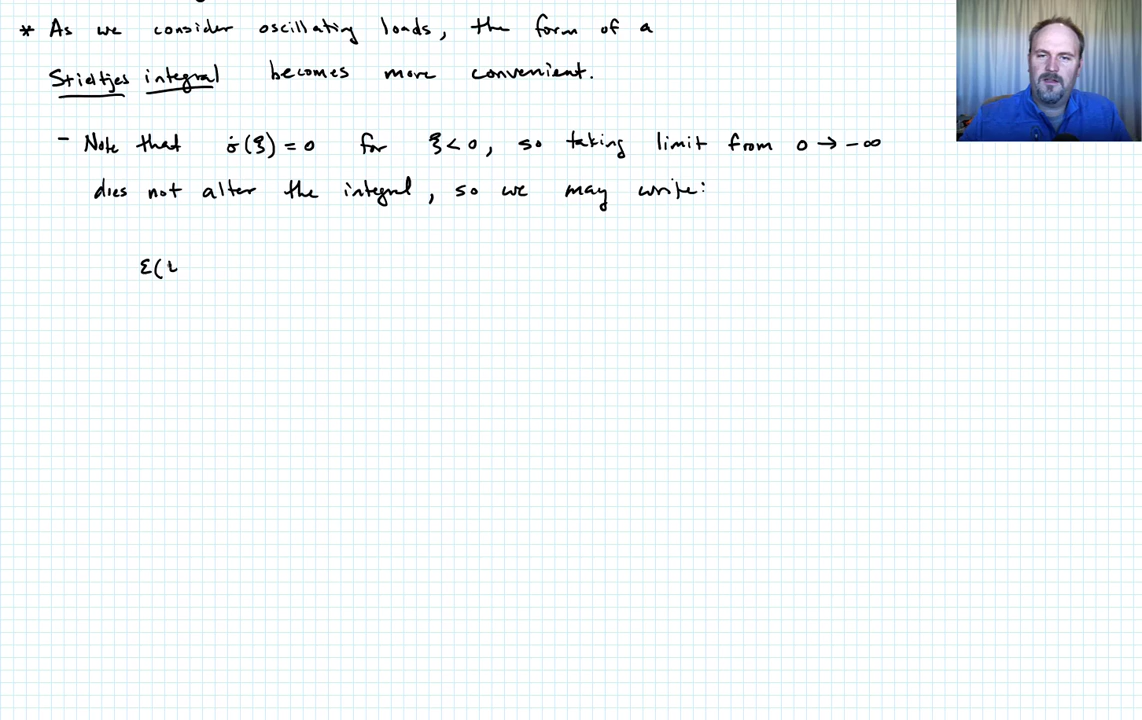 * As we consider oscillating loads, the form of a
Stieltjes integral becomes more convenient.
- Note that σ̇(ξ) = 0 for ξ < 0, so taking limit from 0 → -∞
does not alter the integral, so we may write:
ε(t